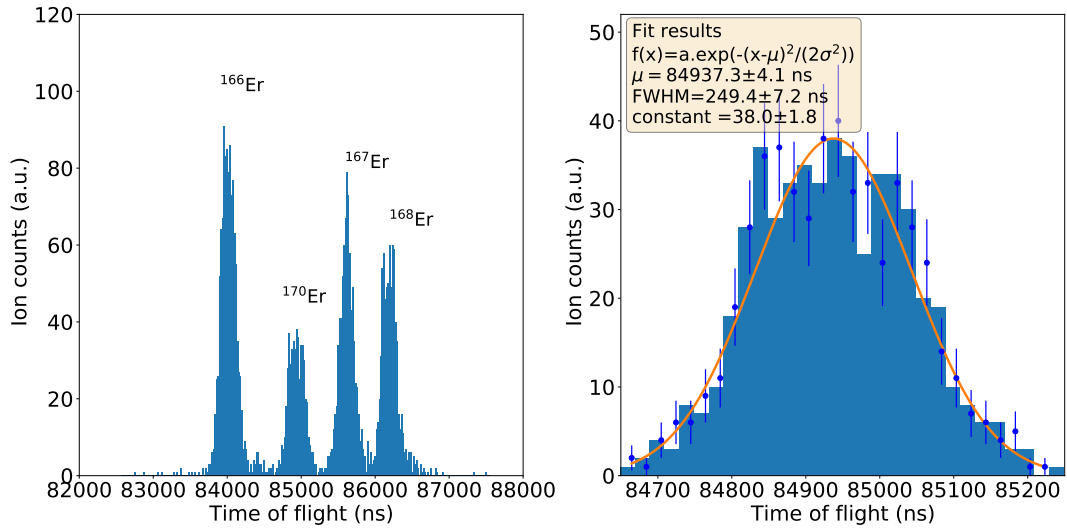 120
100
80
60
40
20
0
82000 83000 84000 85000 86000 87000 88000
Ion counts (a.u.)
Time of flight (ns)
¹⁶⁶Er
¹⁷⁰Er
¹⁶⁷Er
¹⁶⁸Er
50
40
30
20
10
0
84700 84800 84900 85000 85100 85200
Ion counts (a.u.)
Time of flight (ns)
Fit results
f(x)=a.exp(-(x-μ)²/(2σ²))
μ = 84937.3±4.1 ns
FWHM=249.4±7.2 ns
constant =38.0±1.8